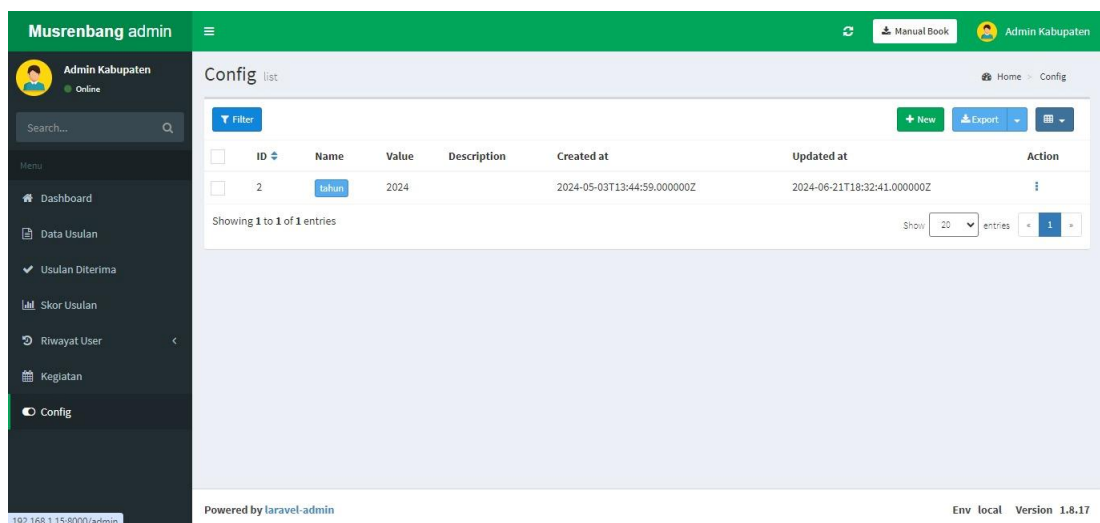 Musrenbang admin
Manual Book
Admin Kabupaten
Admin Kabupaten
Online
Config list
Home > Config
Search...
Filter
New
Export
Menu
ID Name Value Description Created at Updated at Action
2 tahun 2024 2024-05-03T13:44:59.000000Z 2024-06-21T18:32:41.000000Z
Showing 1 to 1 of 1 entries
Show 20 entries « 1 »
Dashboard
Data Usulan
Usulan Diterima
Skor Usulan
Riwayat User
Kegiatan
Config
Powered by laravel-admin
Env local Version 1.8.17
192.168.1.15:8000/admin